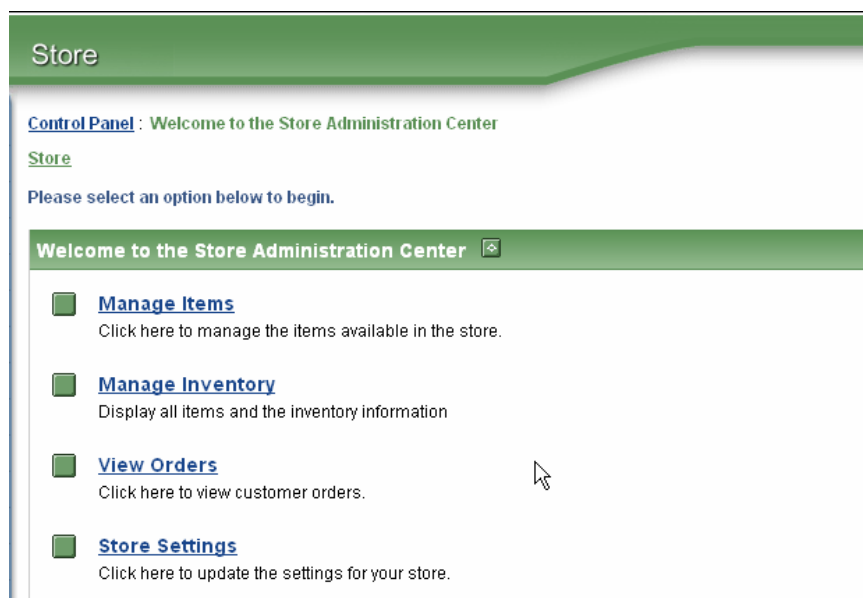 Store
Control Panel : Welcome to the Store Administration Center
Store
Please select an option below to begin.
Welcome to the Store Administration Center
Manage Items
Click here to manage the items available in the store.
Manage Inventory
Display all items and the inventory information
View Orders
Click here to view customer orders.
Store Settings
Click here to update the settings for your store.